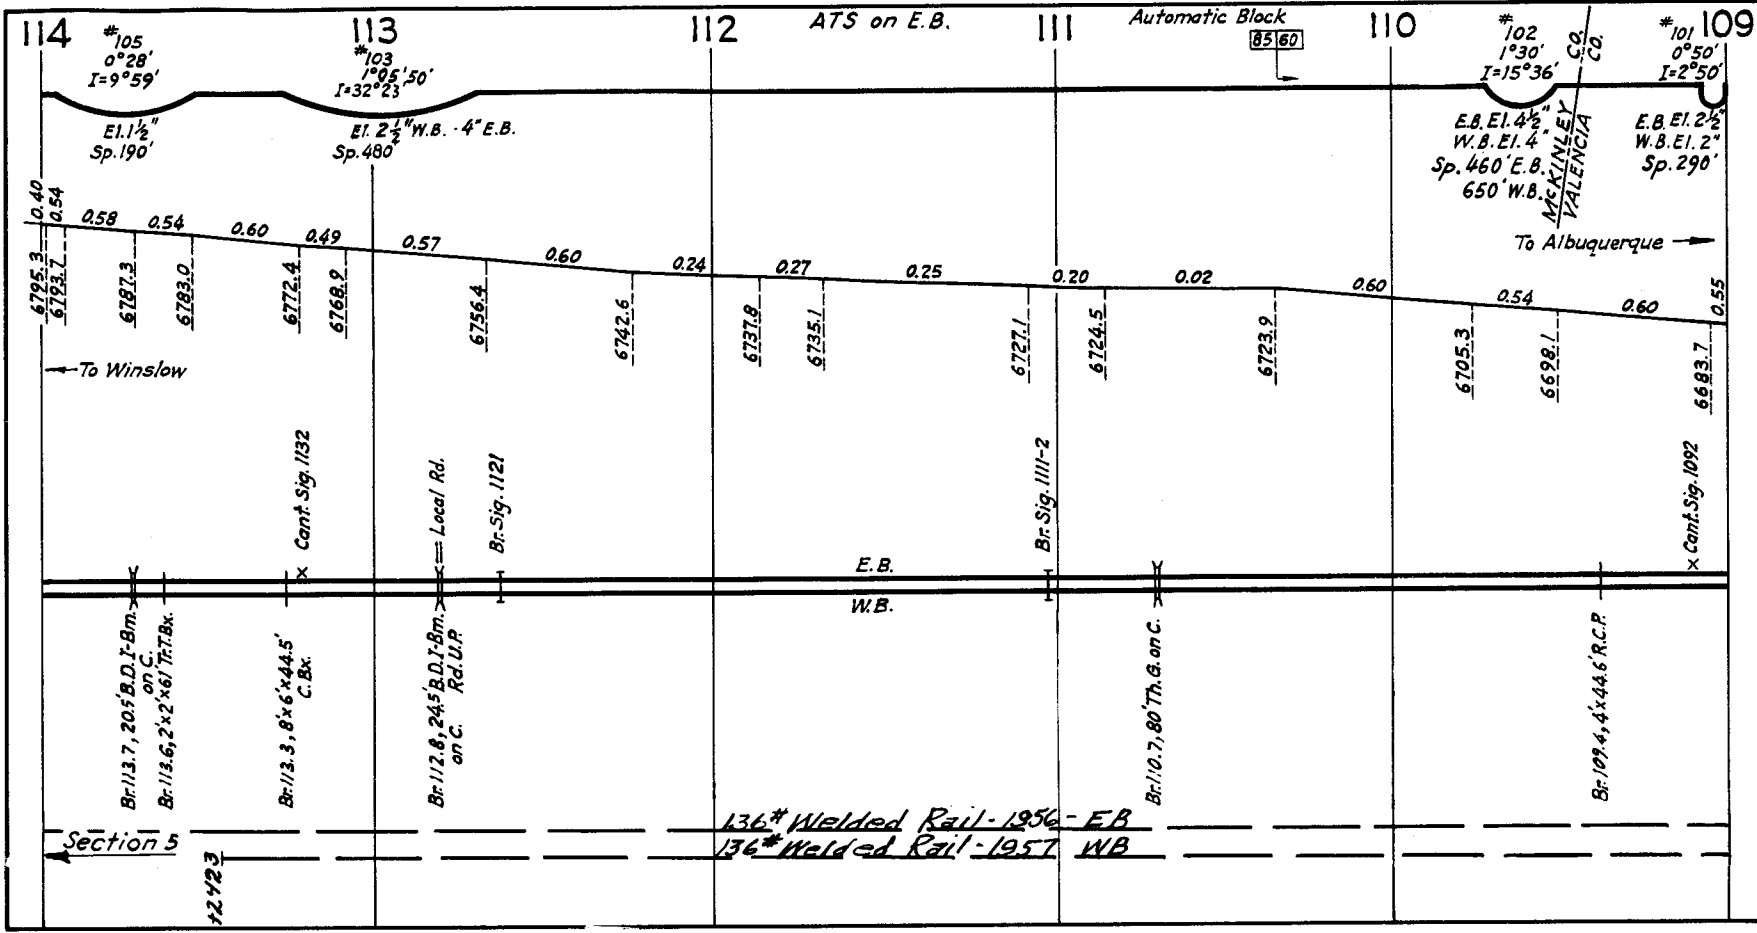 114
113
112
111
110
109
ATS on E.B.
Automatic Block
85 60
#105
0°28'
I=9°59'
#103
1°05'50"
I=32°23'
#102
1°30'
I=15°36'
#101
0°50'
I=2°50'
CO.
CO.
McKINLEY
VALENCIA
El.1½"
Sp.190'
El. 2½" W.B. - 4" E.B.
Sp.480'
E.B. El. 4½"
W.B. El. 4"
Sp. 460' E.B.
650' W.B.
E.B. El. 2½"
W.B. El. 2"
Sp. 290'
To Albuquerque
0.40
0.54
0.58
0.54
0.60
0.49
0.57
0.60
0.24
0.27
0.25
0.20
0.02
0.60
0.54
0.60
0.55
6795.3
6793.7
6787.3
6783.0
6772.4
6768.9
6756.4
6742.6
6737.8
6735.1
6727.1
6724.5
6723.9
6705.3
6698.1
6683.7
To Winslow
Cant. Sig. 1132
Local Rd.
Br. Sig. 1121
Br. Sig. 1111-2
Cant. Sig. 1092
E.B.
W.B.
Br. 113.7, 20.5' B.D. I-Bm.
on C.
Br. 113.6, 2'x2'x61' Tr.T.Bx.
Br. 113.3, 8'x6'x44.5'
C. Bx.
Br. 112.8, 24.5' B.D. I-Bm.
on C. Rd. U.P.
Br. 110.7, 80' Th. G. on C.
Br. 109.4, 4'x44.6' R.C.P.
136# Welded Rail - 1956 - EB
136# Welded Rail - 1957 WB
Section 5
+2423